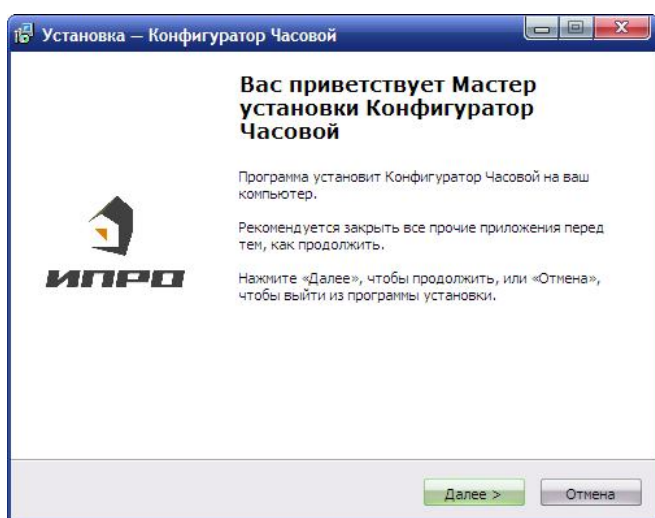 Установка — Конфигуратор Часовой
Вас приветствует Мастер
установки Конфигуратор
Часовой
Программа установит Конфигуратор Часовой на ваш
компьютер.
Рекомендуется закрыть все прочие приложения перед
тем, как продолжить.
Нажмите «Далее», чтобы продолжить, или «Отмена»,
чтобы выйти из программы установки.
ИПРО
Далее >
Отмена